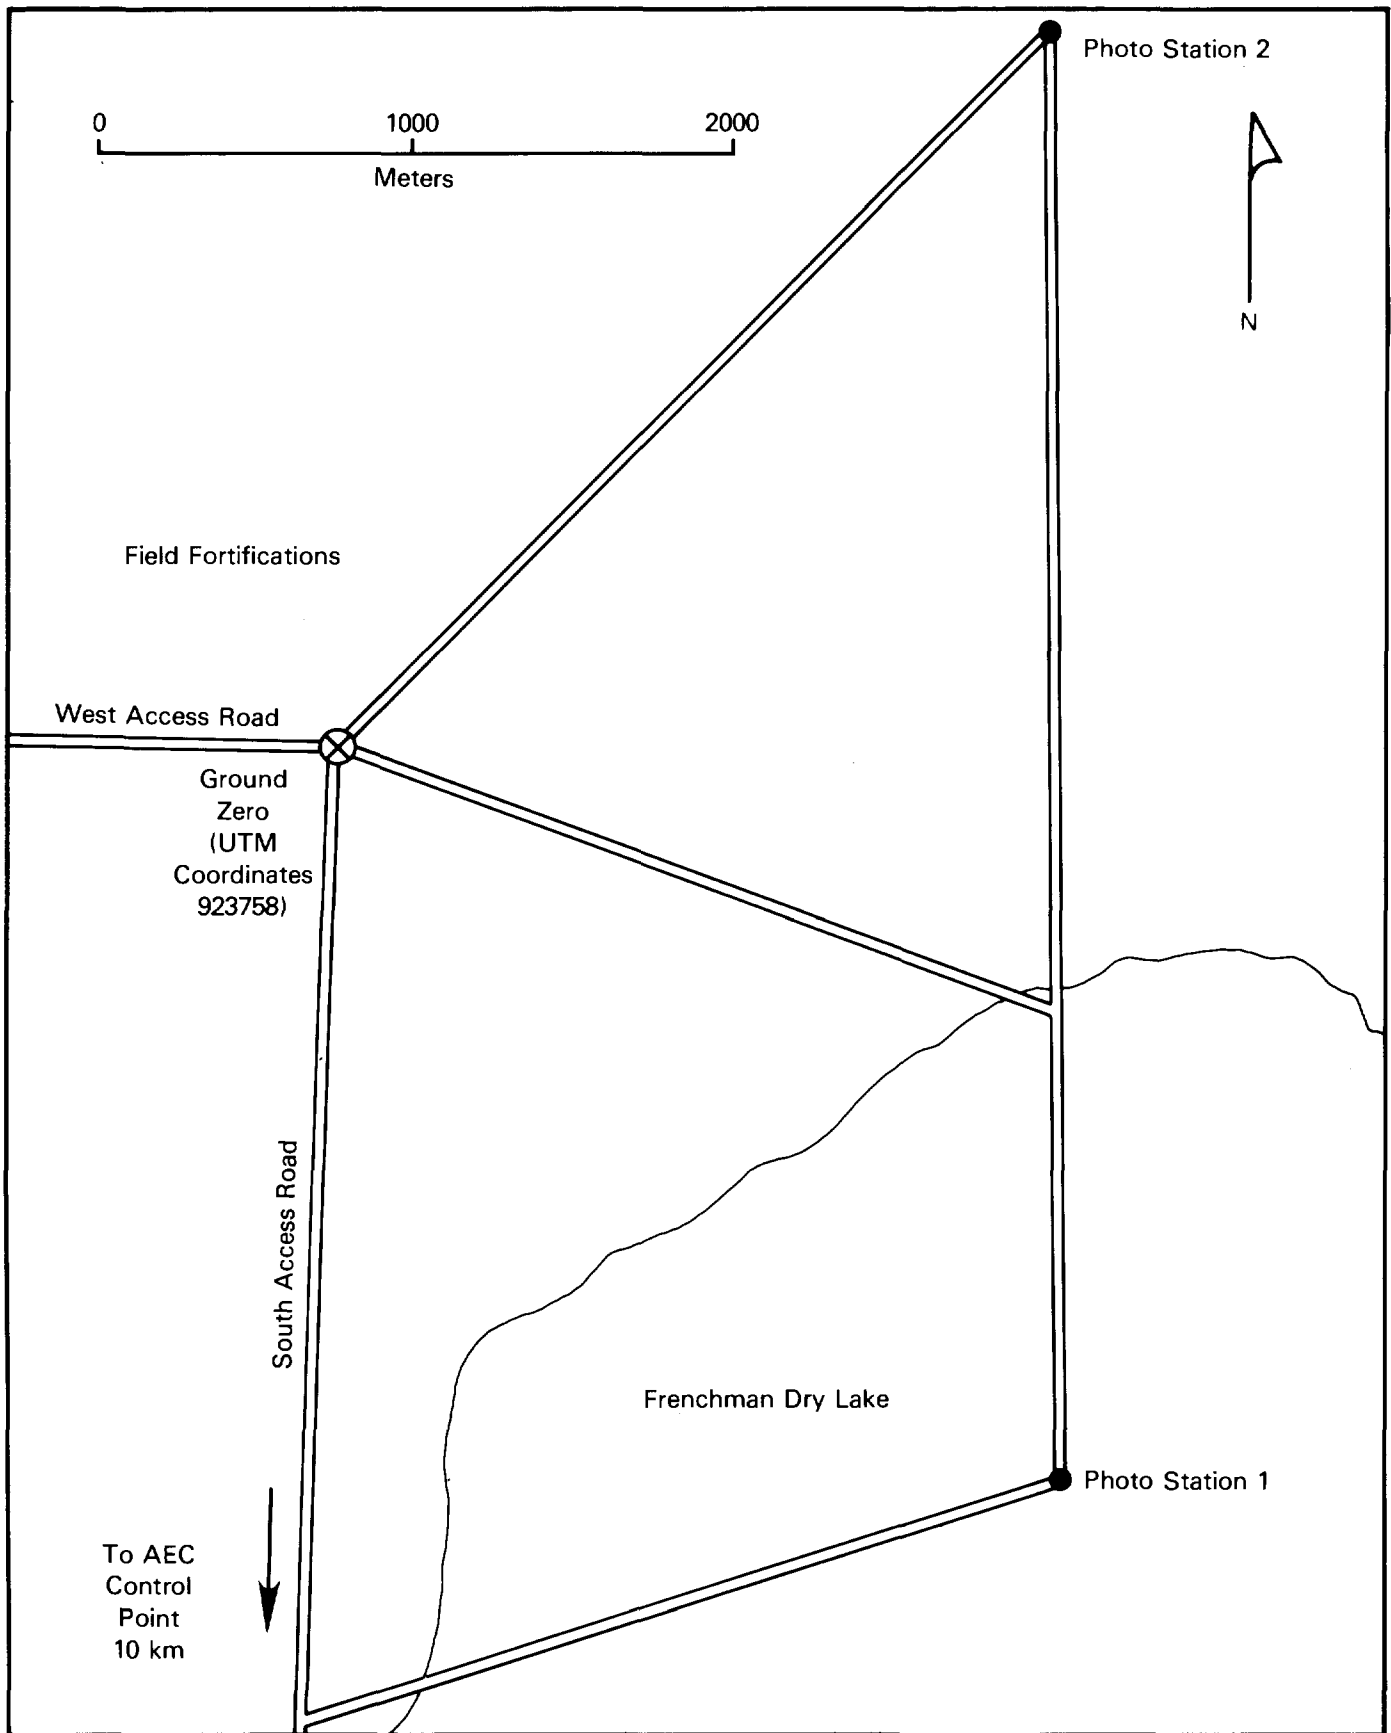 Photo Station 2
0 1000 2000
Meters
N
Field Fortifications
West Access Road
Ground
Zero
(UTM
Coordinates
923758)
South Access Road
Frenchman Dry Lake
Photo Station 1
To AEC
Control
Point
10 km